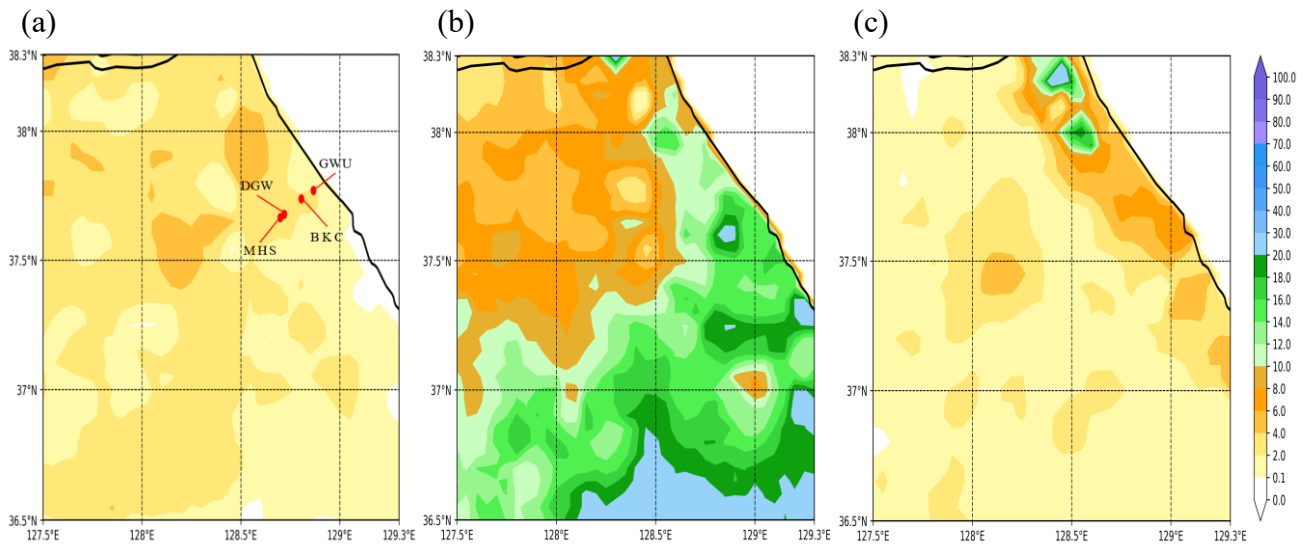 (a) (b) (c)
38.3°N 38.3°N 38.3°N 100.0
90.0
80.0
38°N 38°N 38°N 70.0
60.0
GWU 50.0
DGW 40.0
BKC 30.0
MHS 20.0
37.5°N 37.5°N 37.5°N 18.0
16.0
14.0
12.0
37°N 37°N 37°N 10.0
8.0
6.0
4.0
2.0
1.0
0.1
0.0
36.5°N 36.5°N 36.5°N
127.5°E 128°E 128.5°E 129°E 129.3°E 127.5°E 128°E 128.5°E 129°E 129.3°E 127.5°E 128°E 128.5°E 129°E 129.3°E